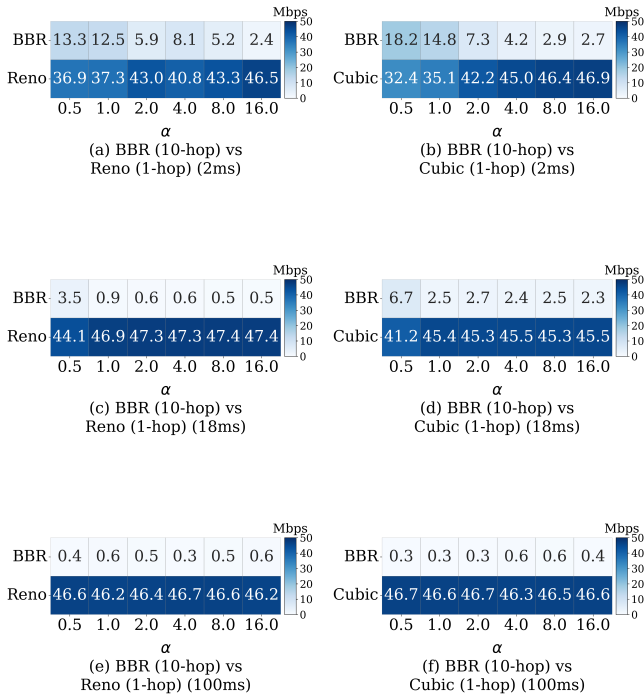 Mbps
BBR 13.3 12.5 5.9 8.1 5.2 2.4
Reno 36.9 37.3 43.0 40.8 43.3 46.5
0.5 1.0 2.0 4.0 8.0 16.0
50
40
30
20
10
0
α
(a) BBR (10-hop) vs
Reno (1-hop) (2ms)
Mbps
BBR 18.2 14.8 7.3 4.2 2.9 2.7
Cubic 32.4 35.1 42.2 45.0 46.4 46.9
0.5 1.0 2.0 4.0 8.0 16.0
50
40
30
20
10
0
α
(b) BBR (10-hop) vs
Cubic (1-hop) (2ms)
Mbps
BBR 3.5 0.9 0.6 0.6 0.5 0.5
Reno 44.1 46.9 47.3 47.3 47.4 47.4
0.5 1.0 2.0 4.0 8.0 16.0
50
40
30
20
10
0
α
(c) BBR (10-hop) vs
Reno (1-hop) (18ms)
Mbps
BBR 6.7 2.5 2.7 2.4 2.5 2.3
Cubic 41.2 45.4 45.3 45.5 45.3 45.5
0.5 1.0 2.0 4.0 8.0 16.0
50
40
30
20
10
0
α
(d) BBR (10-hop) vs
Cubic (1-hop) (18ms)
Mbps
BBR 0.4 0.6 0.5 0.3 0.5 0.6
Reno 46.6 46.2 46.4 46.7 46.6 46.2
0.5 1.0 2.0 4.0 8.0 16.0
50
40
30
20
10
0
α
(e) BBR (10-hop) vs
Reno (1-hop) (100ms)
Mbps
BBR 0.3 0.3 0.3 0.6 0.6 0.4
Cubic 46.7 46.6 46.7 46.3 46.5 46.6
0.5 1.0 2.0 4.0 8.0 16.0
50
40
30
20
10
0
α
(f) BBR (10-hop) vs
Cubic (1-hop) (100ms)